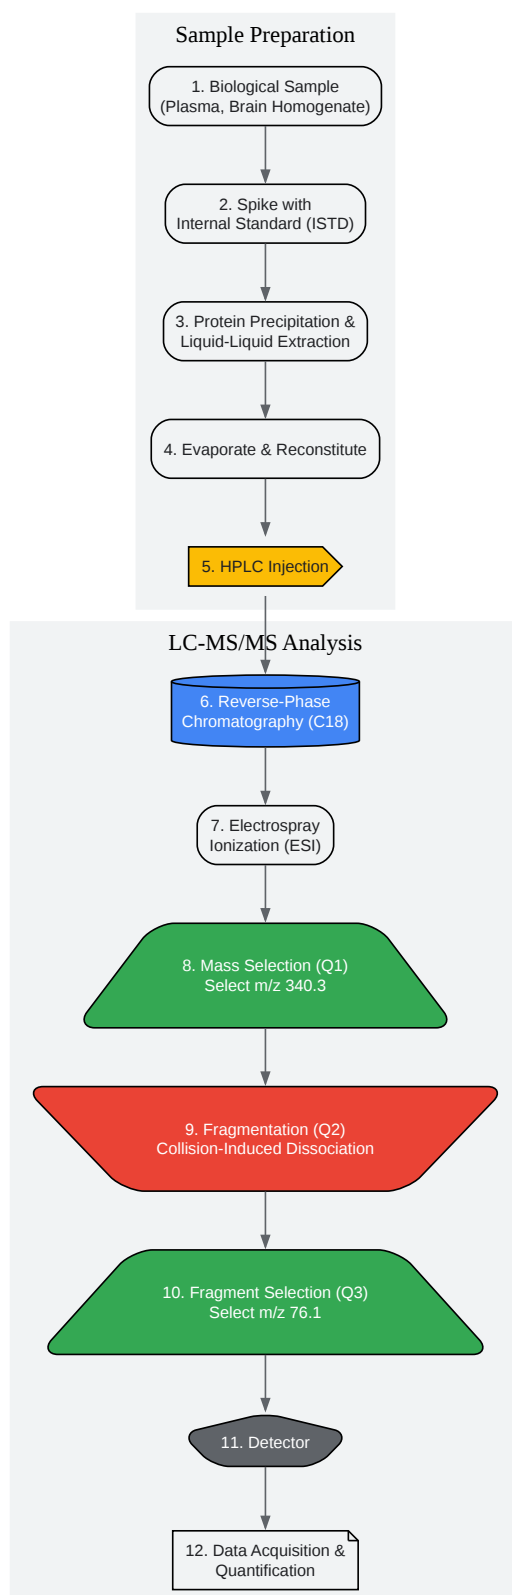 Sample Preparation
1. Biological Sample
(Plasma, Brain Homogenate)
2. Spike with
Internal Standard (ISTD)
3. Protein Precipitation &
Liquid-Liquid Extraction
4. Evaporate & Reconstitute
5. HPLC Injection
LC-MS/MS Analysis
6. Reverse-Phase
Chromatography (C18)
7. Electrospray
Ionization (ESI)
8. Mass Selection (Q1)
Select m/z 340.3
9. Fragmentation (Q2)
Collision-Induced Dissociation
10. Fragment Selection (Q3)
Select m/z 76.1
11. Detector
12. Data Acquisition &
Quantification